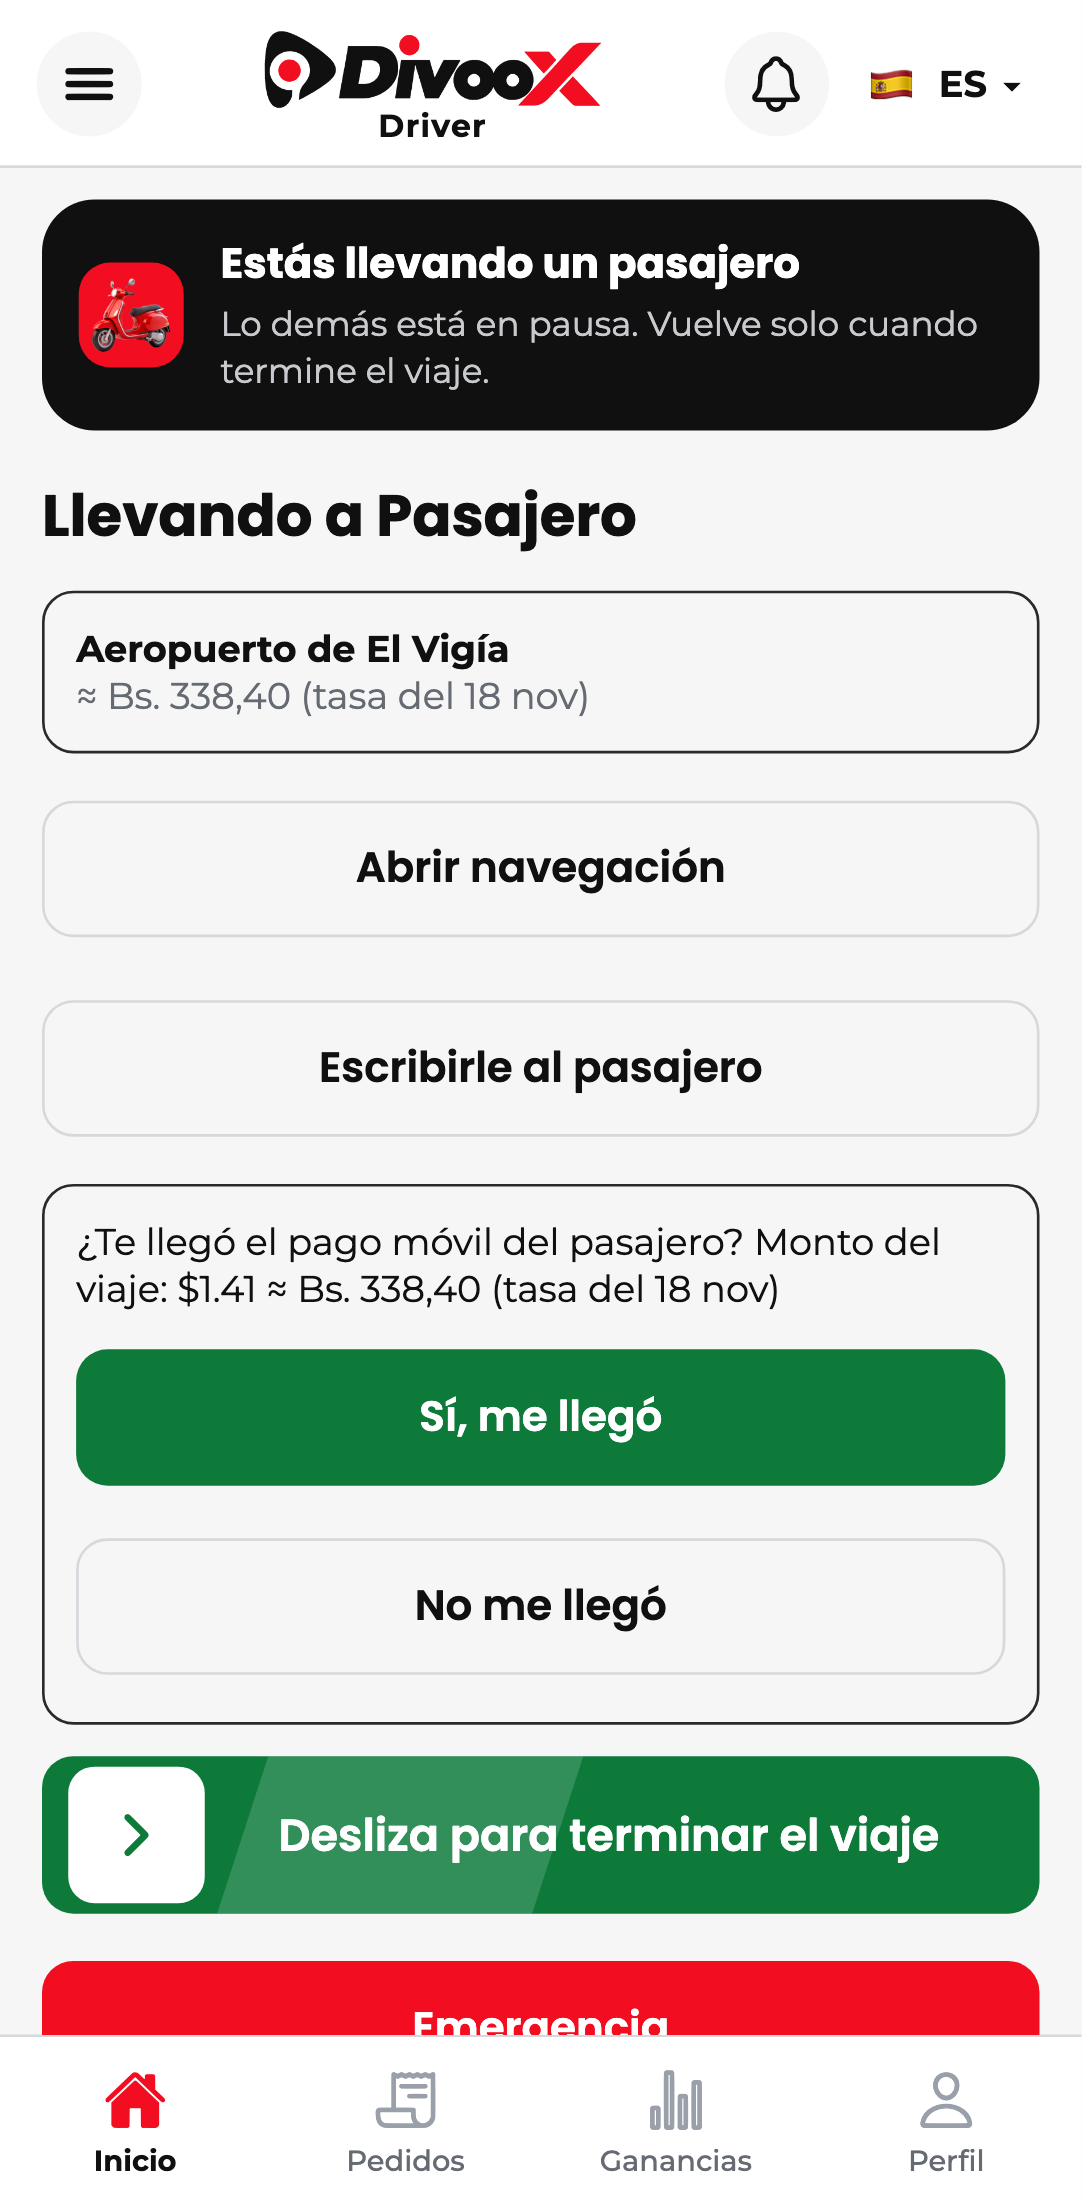 DivooX
Driver
ES
Estás llevando un pasajero
Lo demás está en pausa. Vuelve solo cuando
termine el viaje.
Llevando a Pasajero
Aeropuerto de El Vigía
≈ Bs. 338,40 (tasa del 18 nov)
Abrir navegación
Escribirle al pasajero
¿Te llegó el pago móvil del pasajero? Monto del
viaje: $1.41 ≈ Bs. 338,40 (tasa del 18 nov)
Sí, me llegó
No me llegó
Desliza para terminar el viaje
Emergencia
Inicio
Pedidos
Ganancias
Perfil